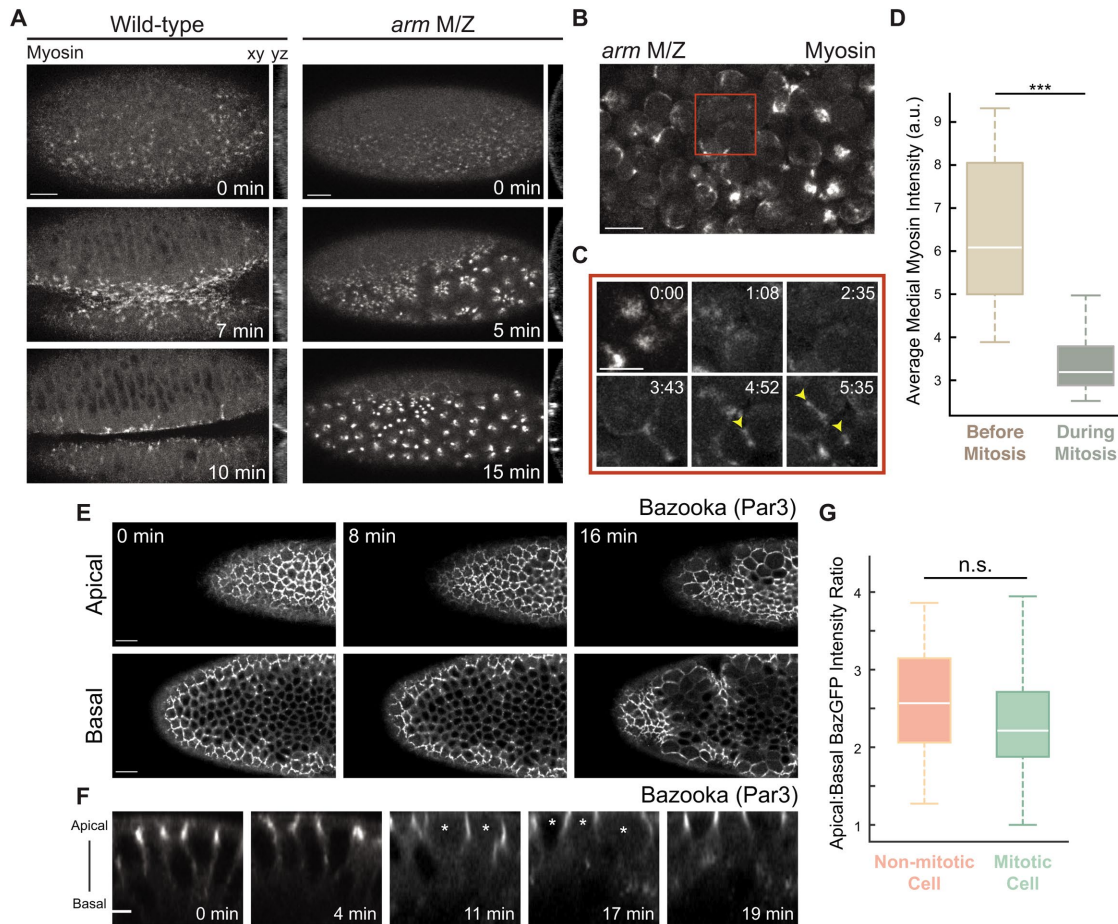 A
Wild-type
arm M/Z
Myosin
xy yz
0 min
0 min
7 min
5 min
10 min
15 min
B
arm M/Z
Myosin
C
0:00
1:08
2:35
3:43
4:52
5:35
D
***
Average Medial Myosin Intensity (a.u.)
9
8
7
6
5
4
3
Before
Mitosis
During
Mitosis
E
Bazooka (Par3)
0 min
8 min
16 min
Apical
Basal
F
Bazooka (Par3)
Apical
Basal
* *
* * *
0 min
4 min
11 min
17 min
19 min
G
n.s.
Apical:Basal BazGFP Intensity Ratio
4
3
2
1
Non-mitotic
Cell
Mitotic
Cell